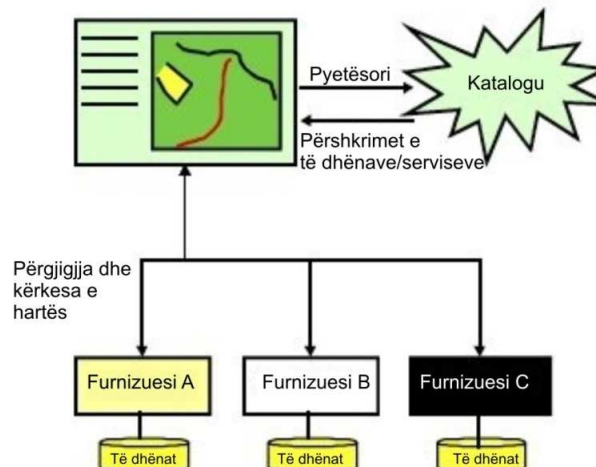 Pyetësori
Katalogu
Përshkrimet e
të dhënave/serviseve
Përgjigjja dhe
kërkesa e
hartës
Furnizuesi A
Furnizuesi B
Furnizuesi C
Të dhënat
Të dhënat
Të dhënat